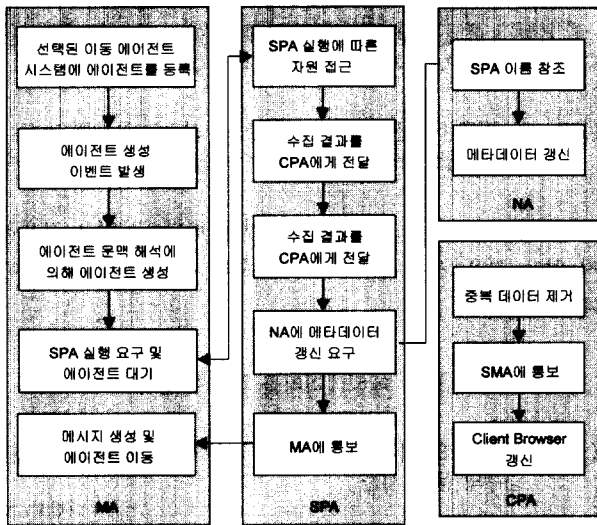 선택된 이동 에이전트
시스템에 에이전트를 등록
에이전트 생성
이벤트 발생
에이전트 문맥 해석에
의해 에이전트 생성
SPA 실행 요구 및
에이전트 대기
메시지 생성 및
에이전트 이동
MA
SPA 실행에 따른
자원 접근
수집 결과를
CPA에게 전달
수집 결과를
CPA에게 전달
NA에 메타데이터
갱신 요구
MA에 통보
SPA
SPA 이름 참조
메타데이터 갱신
NA
중복 데이터 제거
SMA에 통보
Client Browser
갱신
CPA